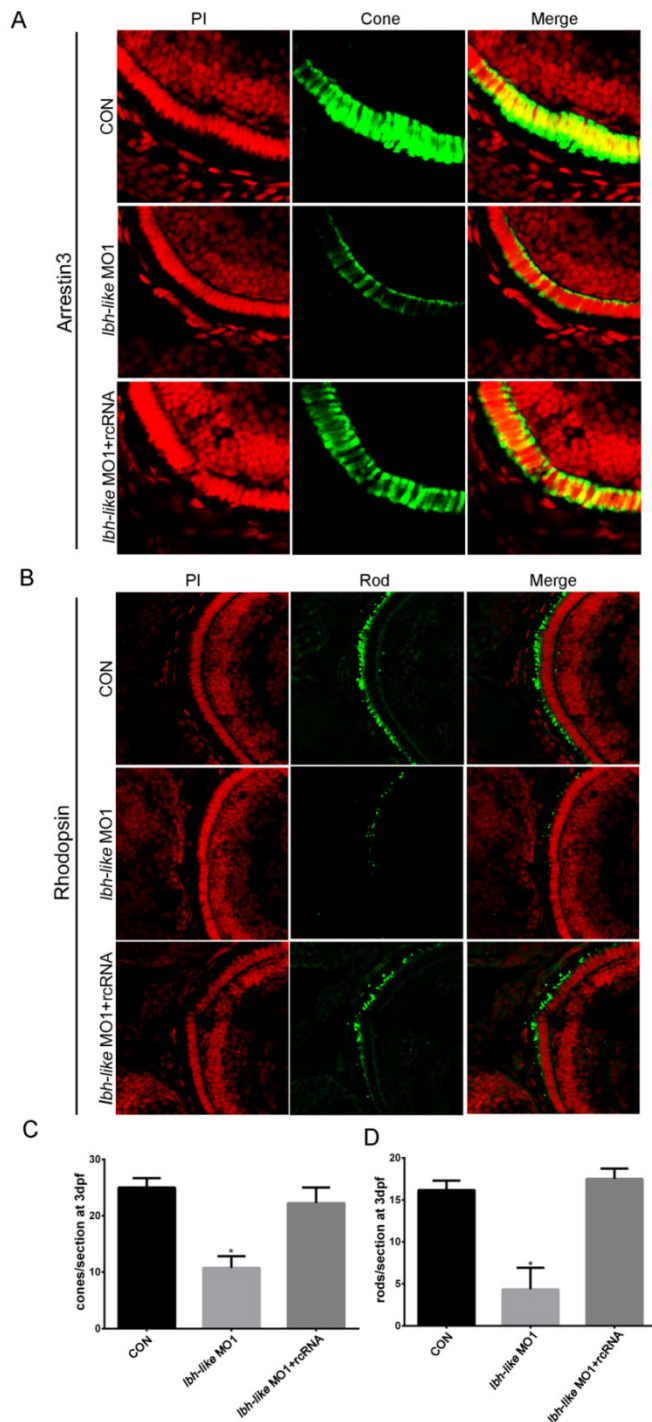 A
PI Cone Merge
CON
lbh-like MO1
lbh-like MO1+rcRNA
Arrestin3
B
PI Rod Merge
CON
lbh-like MO1
lbh-like MO1+rcRNA
Rhodopsin
C
cones/section at 3dpf
30
20
10
0
*
CON
lbh-like MO1
lbh-like MO1+rcRNA
D
rods/section at 3dpf
20
15
10
5
0
*
CON
lbh-like MO1
lbh-like MO1+rcRNA